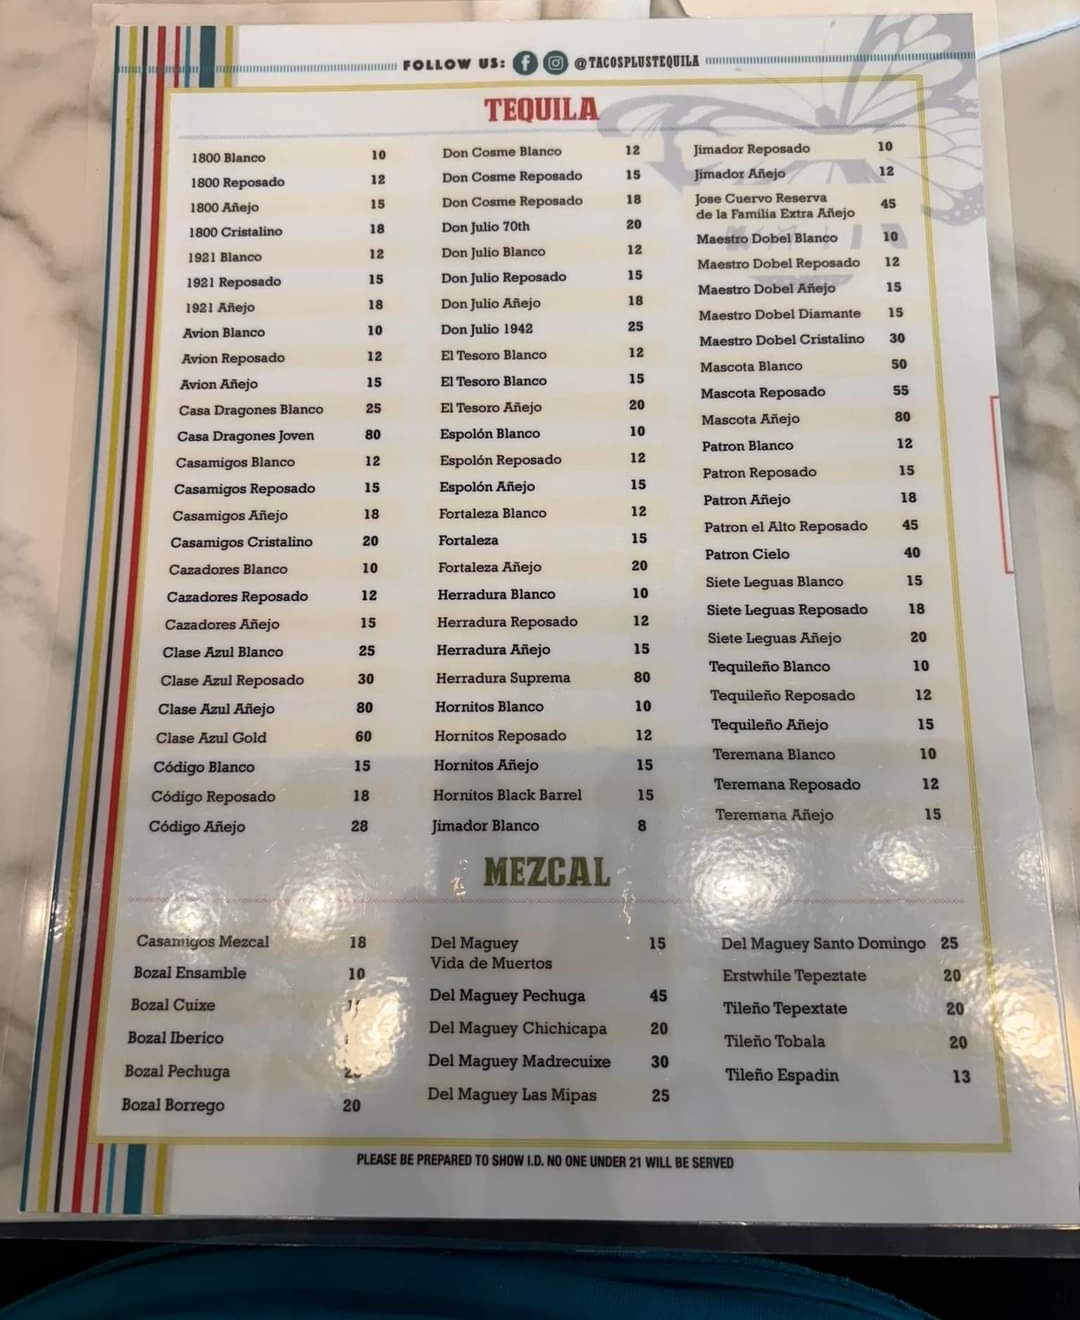 FOLLOW US: @TACOSPLUSTEQUILA
TEQUILA
1800 Blanco 10
1800 Reposado 12
1800 Añejo 15
1800 Cristalino 18
1921 Blanco 12
1921 Reposado 15
1921 Añejo 18
Avion Blanco 10
Avion Reposado 12
Avion Añejo 15
Casa Dragones Blanco 25
Casa Dragones Joven 80
Casamigos Blanco 12
Casamigos Reposado 15
Casamigos Añejo 18
Casamigos Cristalino 20
Cazadores Blanco 10
Cazadores Reposado 12
Cazadores Añejo 15
Clase Azul Blanco 25
Clase Azul Reposado 30
Clase Azul Añejo 80
Clase Azul Gold 60
Código Blanco 15
Código Reposado 18
Código Añejo 28
Don Cosme Blanco 12
Don Cosme Reposado 15
Don Cosme Reposado 18
Don Julio 70th 20
Don Julio Blanco 12
Don Julio Reposado 15
Don Julio Añejo 18
Don Julio 1942 25
El Tesoro Blanco 12
El Tesoro Blanco 15
El Tesoro Añejo 20
Espolón Blanco 10
Espolón Reposado 12
Espolón Añejo 15
Fortaleza Blanco 12
Fortaleza 15
Fortaleza Añejo 20
Herradura Blanco 10
Herradura Reposado 12
Herradura Añejo 15
Herradura Suprema 80
Hornitos Blanco 10
Hornitos Reposado 12
Hornitos Añejo 15
Hornitos Black Barrel 15
Jimador Blanco 8
Jimador Reposado 10
Jimador Añejo 12
Jose Cuervo Reserva
de la Familia Extra Añejo 45
Maestro Dobel Blanco 10
Maestro Dobel Reposado 12
Maestro Dobel Añejo 15
Maestro Dobel Diamante 15
Maestro Dobel Cristalino 30
Mascota Blanco 50
Mascota Reposado 55
Mascota Añejo 80
Patron Blanco 12
Patron Reposado 15
Patron Añejo 18
Patron el Alto Reposado 45
Patron Cielo 40
Siete Leguas Blanco 15
Siete Leguas Reposado 18
Siete Leguas Añejo 20
Tequileño Blanco 10
Tequileño Reposado 12
Tequileño Añejo 15
Teremana Blanco 10
Teremana Reposado 12
Teremana Añejo 15
MEZCAL
Casamigos Mezcal 18
Bozal Ensamble 10
Bozal Cuixe
Bozal Iberico
Bozal Pechuga
Bozal Borrego 20
Del Maguey 15
Vida de Muertos
Del Maguey Pechuga 45
Del Maguey Chichicapa 20
Del Maguey Madrecuixe 30
Del Maguey Las Mipas 25
Del Maguey Santo Domingo 25
Erstwhile Tepeztate 20
Tileño Tepextate 20
Tileño Tobala 20
Tileño Espadin 13
PLEASE BE PREPARED TO SHOW I.D. NO ONE UNDER 21 WILL BE SERVED